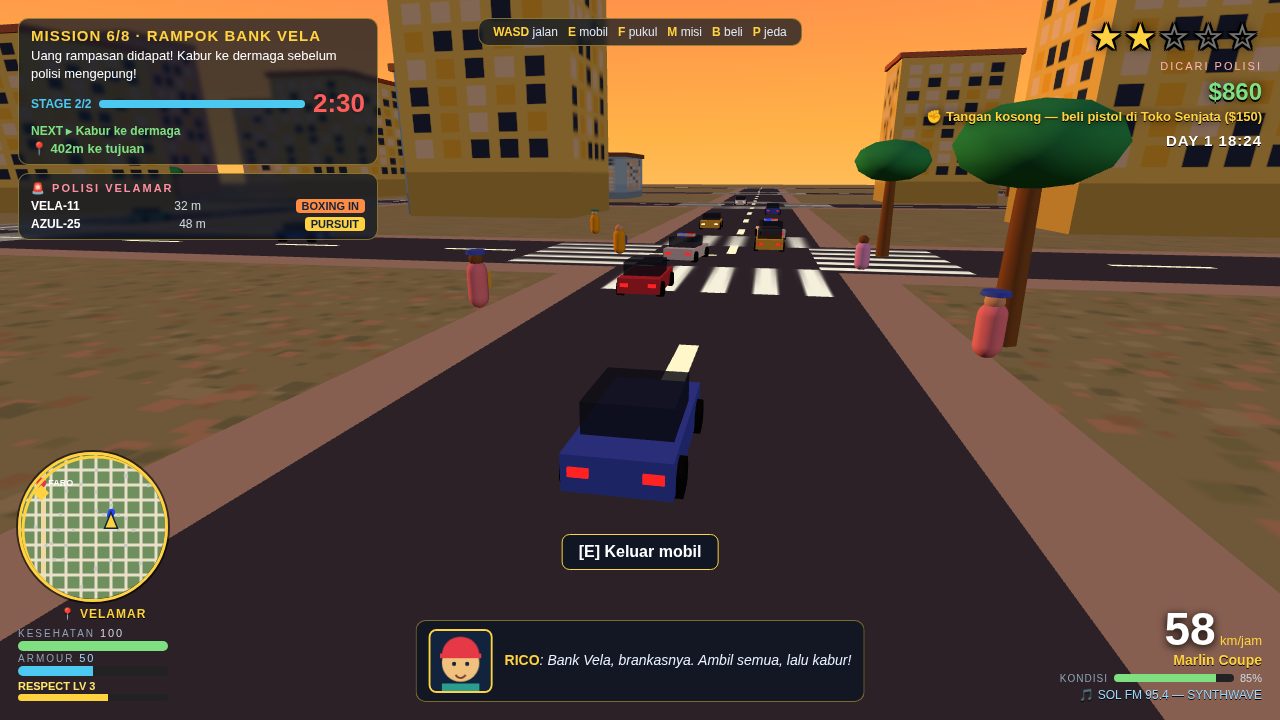 MISSION 6/8 · RAMPOK BANK VELA
Uang rampasan didapat! Kabur ke dermaga sebelum
polisi mengepung!
STAGE 2/2 2:30
NEXT ▸ Kabur ke dermaga
📍 402m ke tujuan
🚨 POLISI VELAMAR
VELA-11 32 m BOXING IN
AZUL-25 48 m PURSUIT
WASD jalan E mobil F pukul M misi B beli P jeda
DICARI POLISI
$860
✊ Tangan kosong — beli pistol di Toko Senjata ($150)
DAY 1 18:24
FARO
📍 VELAMAR
KESEHATAN 100
ARMOUR 50
RESPECT LV 3
[E] Keluar mobil
RICO: Bank Vela, brankasnya. Ambil semua, lalu kabur!
58 km/jam
Marlin Coupe
KONDISI 85%
🎵 SOL FM 95.4 — SYNTHWAVE